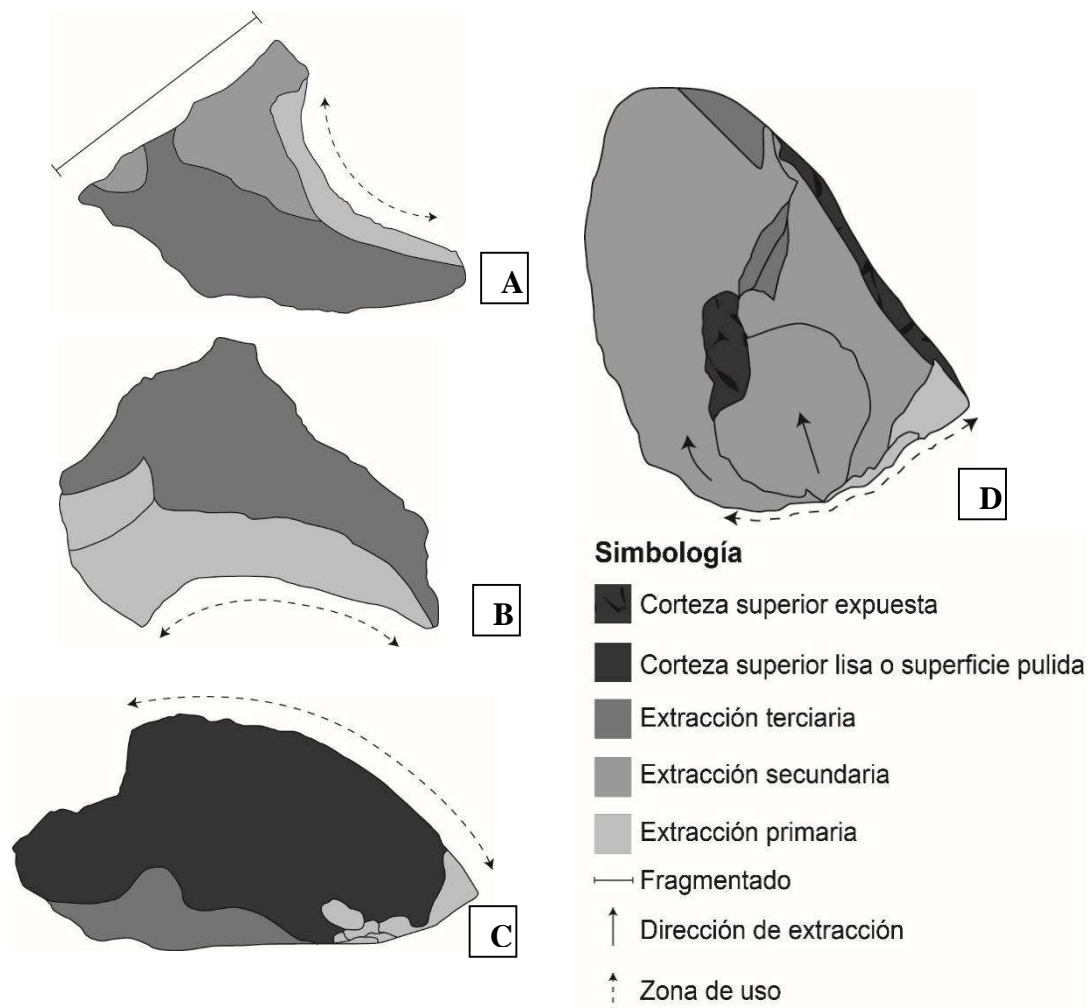 A
B
C
D
Simbología
Corteza superior expuesta
Corteza superior lisa o superficie pulida
Extracción terciaria
Extracción secundaria
Extracción primaria
Fragmentado
Dirección de extracción
Zona de uso